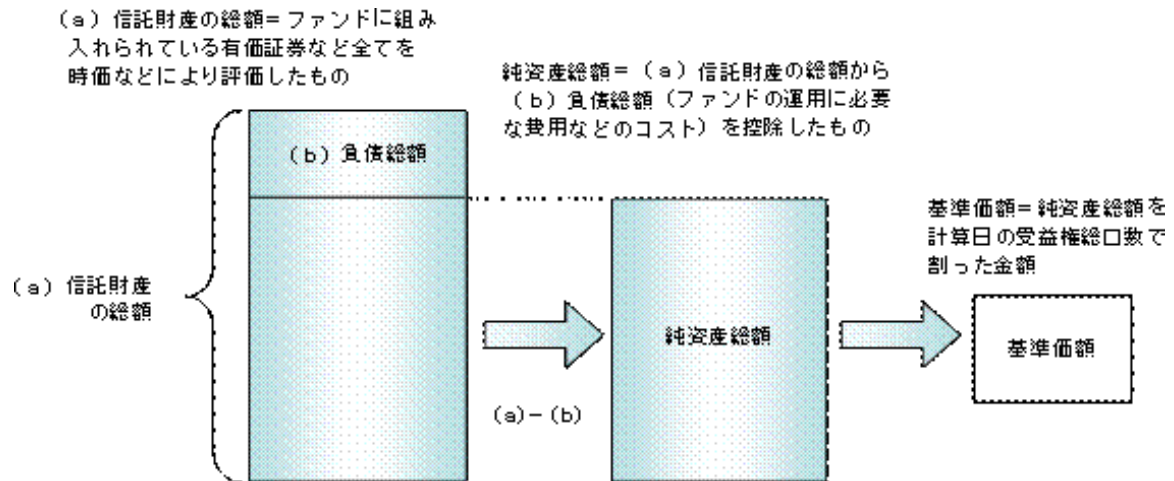 (a) 信託財産の総額=ファンドに組み
入れられている有価証券など全てを
時価などにより評価したもの
純資産総額=(a) 信託財産の総額から
(b) 負債総額(ファンドの運用に必要
な費用などのコスト)を控除したもの
(b) 負債総額
基準価額=純資産総額を
計算日の受益権総口数で
割った金額
(a) 信託財産
の総額
純資産総額
基準価額
(a)-(b)